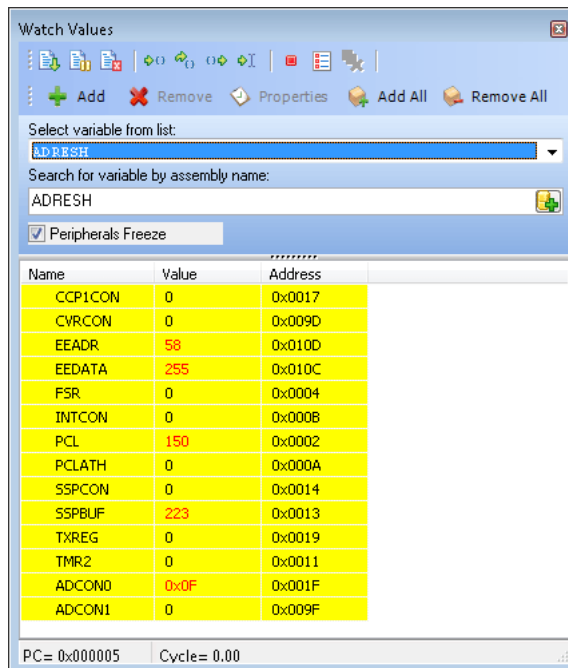 Watch Values
Add Remove Properties Add All Remove All
Select variable from list:
ADRESH
Search for variable by assembly name:
ADRESH
Peripherals Freeze
Name Value Address
CCP1CON 0 0x0017
CVRCON 0 0x009D
EEADR 58 0x010D
EEDATA 255 0x010C
FSR 0 0x0004
INTCON 0 0x000B
PCL 150 0x0002
PCLATH 0 0x000A
SSPCON 0 0x0014
SSPBUF 223 0x0013
TXREG 0 0x0019
TMR2 0 0x0011
ADCON0 0x0F 0x001F
ADCON1 0 0x009F
PC= 0x000005 Cycle= 0.00